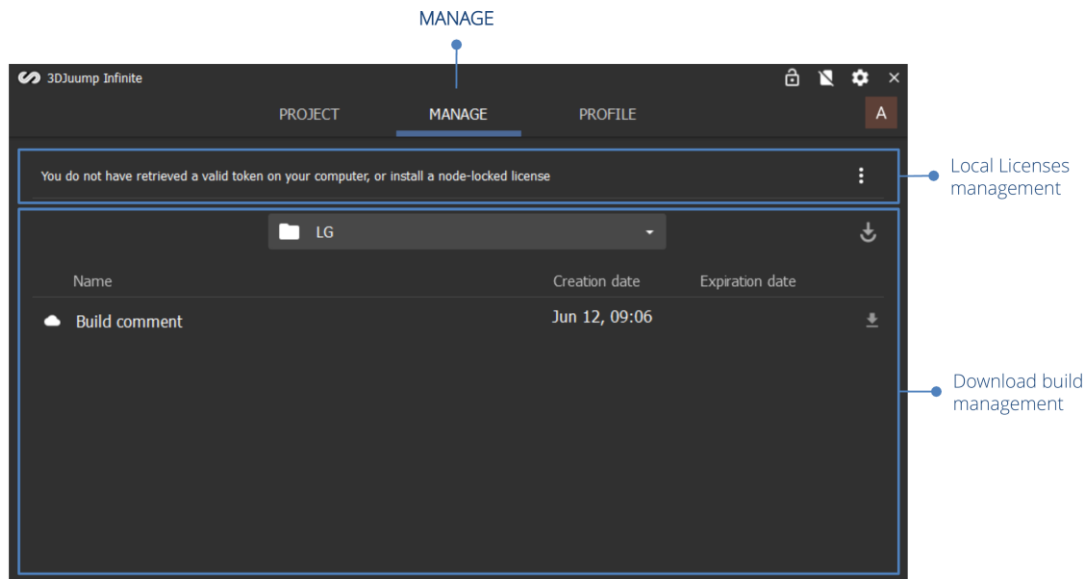 MANAGE
3DJuump Infinite
PROJECT MANAGE PROFILE A
You do not have retrieved a valid token on your computer, or install a node-locked license
Local Licenses
management
LG
Name Creation date Expiration date
Build comment Jun 12, 09:06
Download build
management